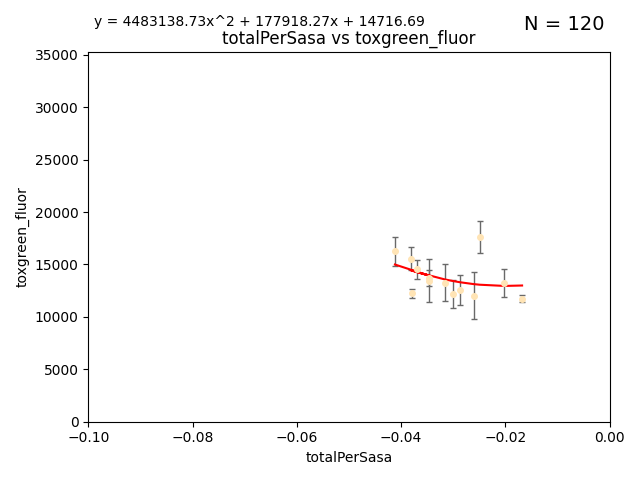 y = 4483138.73x^2 + 177918.27x + 14716.69
N = 120
totalPerSasa vs toxgreen_fluor
35000
30000
25000
20000
15000
10000
5000
0
toxgreen_fluor
−0.10
−0.08
−0.06
−0.04
−0.02
0.00
totalPerSasa